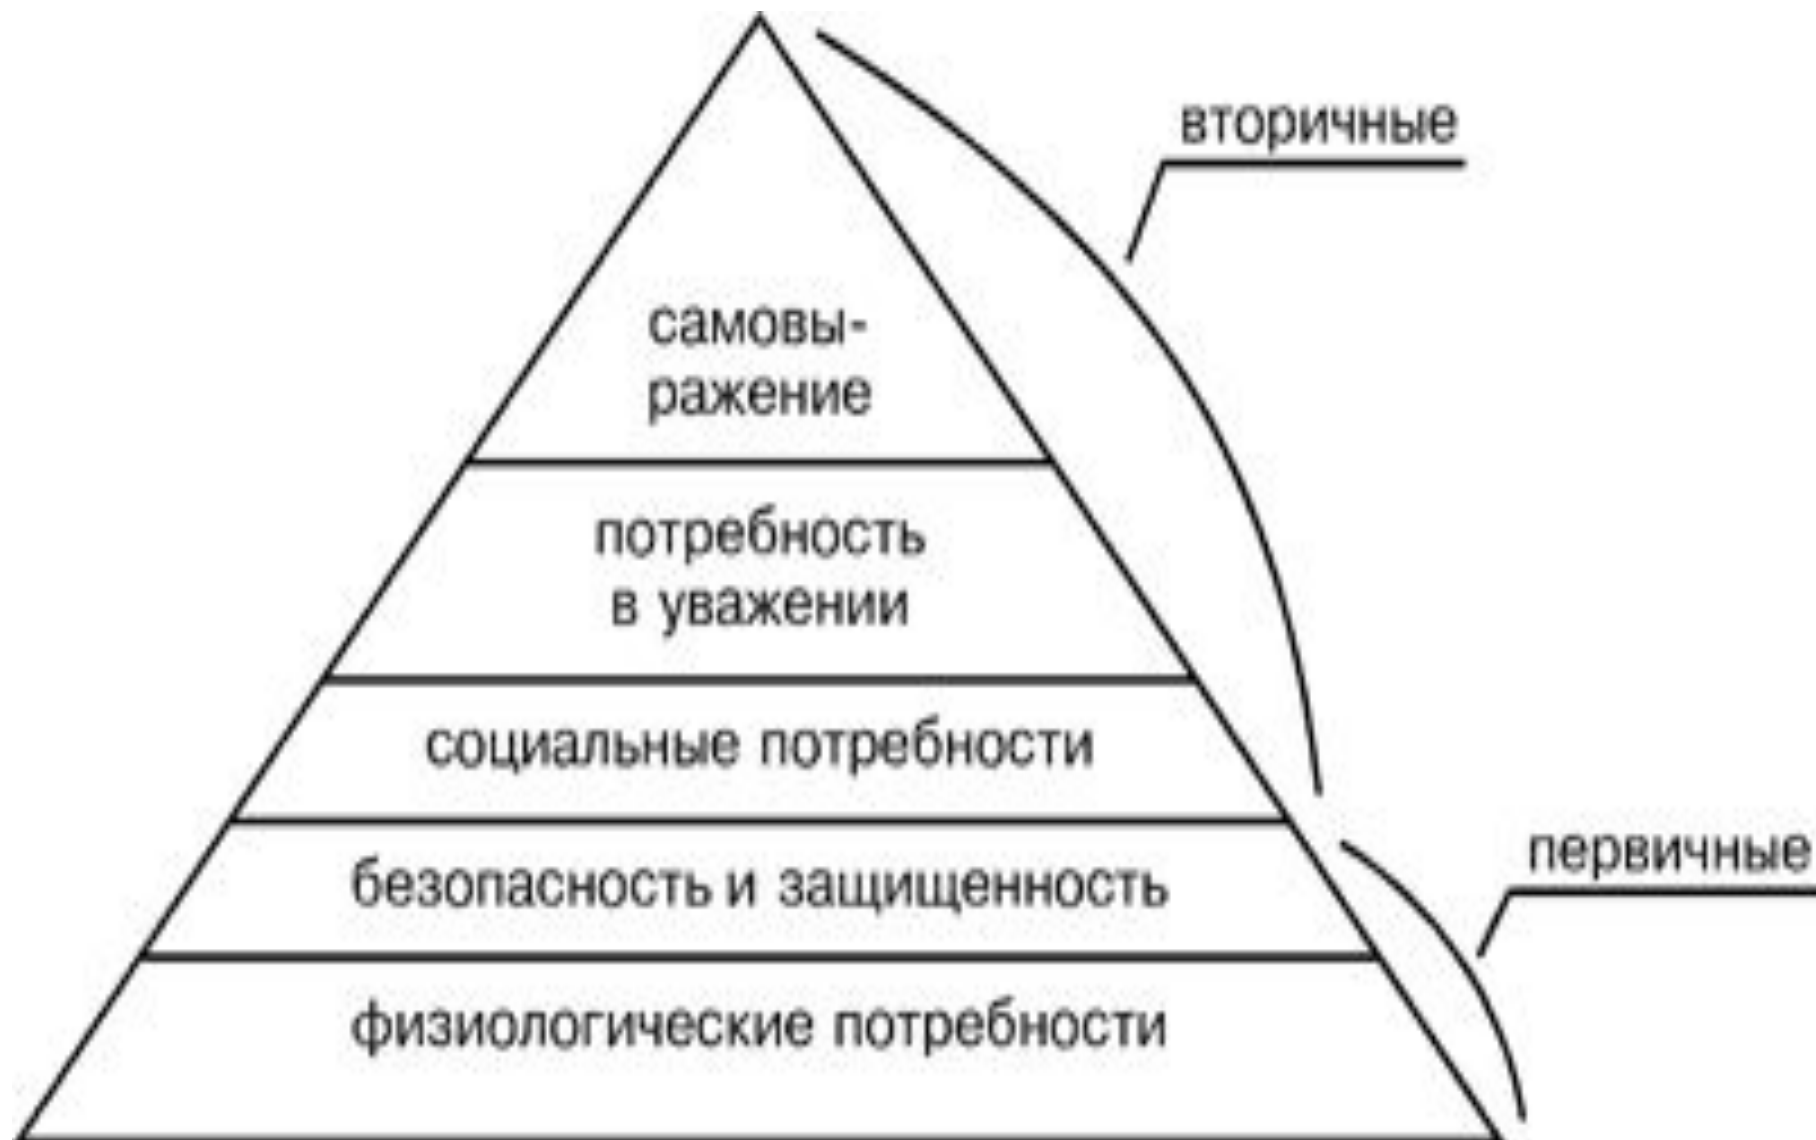 вторичные
самовы-
ражение
потребность
в уважении
социальные потребности
первичные
безопасность и защищенность
физиологические потребности